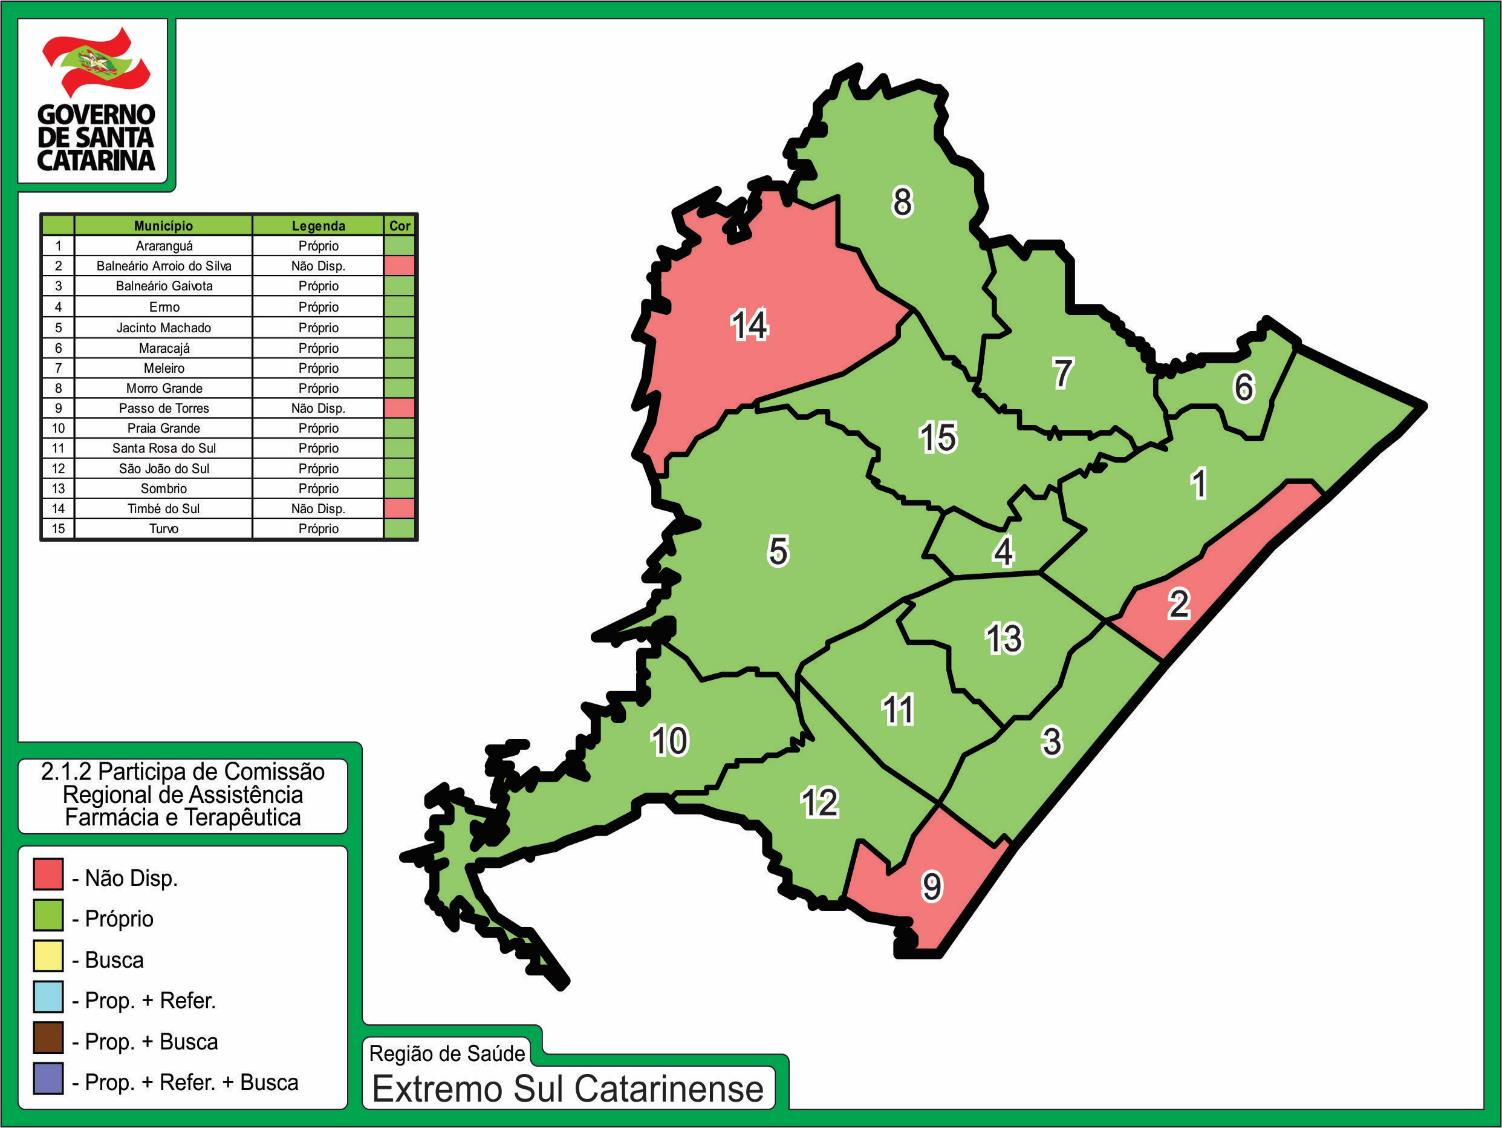 GOVERNO
DE SANTA
CATARINA
Município Legenda Cor
1 Araranguá Próprio
2 Balneário Arroio do Silva Não Disp.
3 Balneário Gaivota Próprio
4 Ermo Próprio
5 Jacinto Machado Próprio
6 Maracajá Próprio
7 Meleiro Próprio
8 Morro Grande Próprio
9 Passo de Torres Não Disp.
10 Praia Grande Próprio
11 Santa Rosa do Sul Próprio
12 São João do Sul Próprio
13 Sombrio Próprio
14 Timbé do Sul Não Disp.
15 Turvo Próprio
8
14
7
6
15
1
5
4
2
13
11
10
3
12
9
2.1.2 Participa de Comissão
Regional de Assistência
Farmácia e Terapêutica
- Não Disp.
- Próprio
- Busca
- Prop. + Refer.
- Prop. + Busca
- Prop. + Refer. + Busca
Região de Saúde
Extremo Sul Catarinense